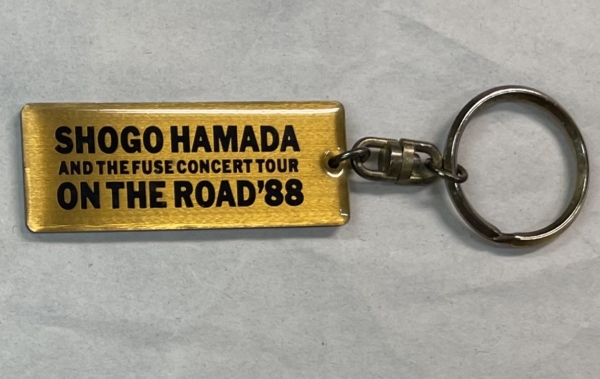 SHOGO HAMADA
AND THE FUSE CONCERT TOUR
ON THE ROAD'88